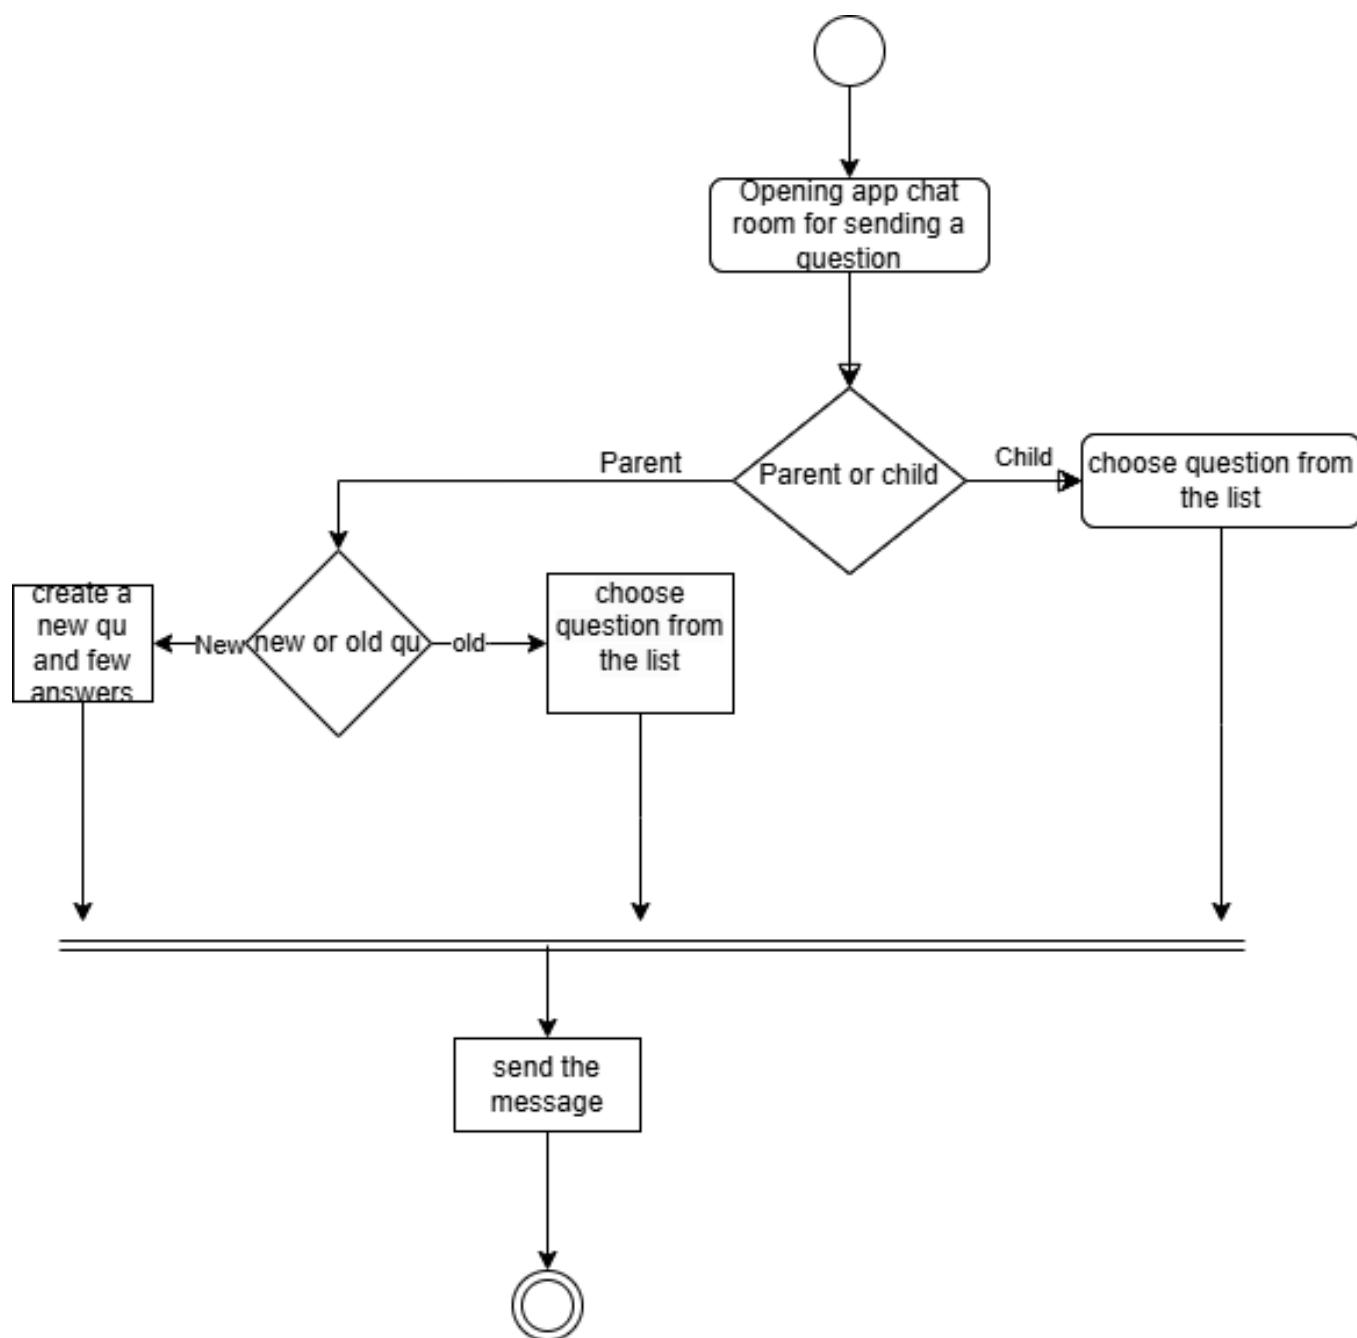 Opening app chat
room for sending a
question
Parent
Parent or child
Child
choose question from
the list
create a
new qu
and few
answers
New
new or old qu
old
choose
question from
the list
send the
message